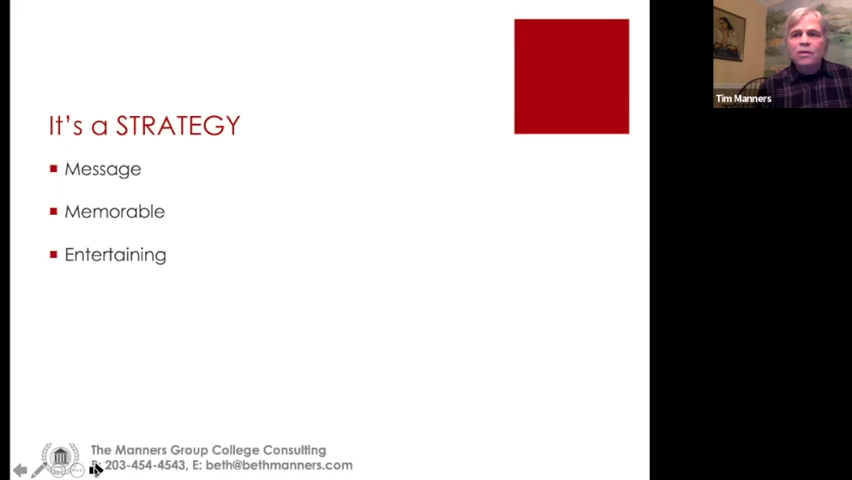 It's a STRATEGY
Message
Memorable
Entertaining
The Manners Group College Consulting
203-454-4543, E: beth@bethmanners.com
Tim Manners